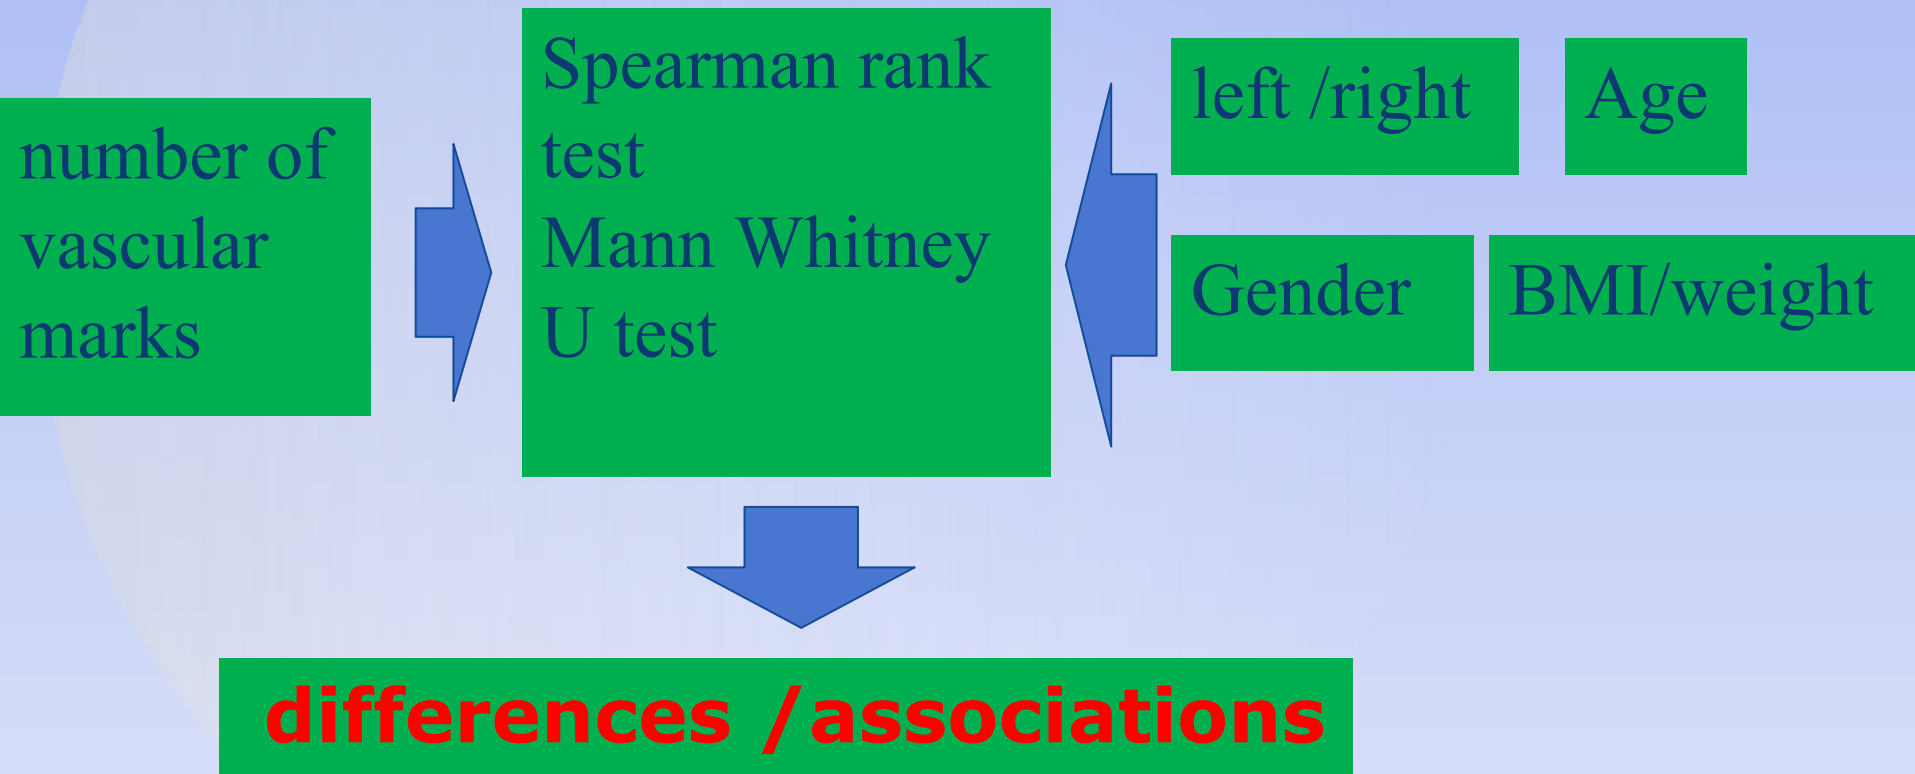 number of
vascular
marks
Spearman rank
test
Mann Whitney
U test
left /right
Age
Gender
BMI/weight
differences /associations